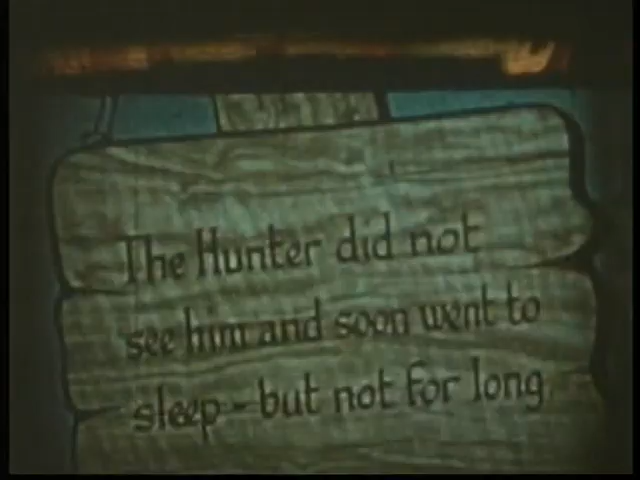 The Hunter did not
see him and soon went to
sleep - but not for long.